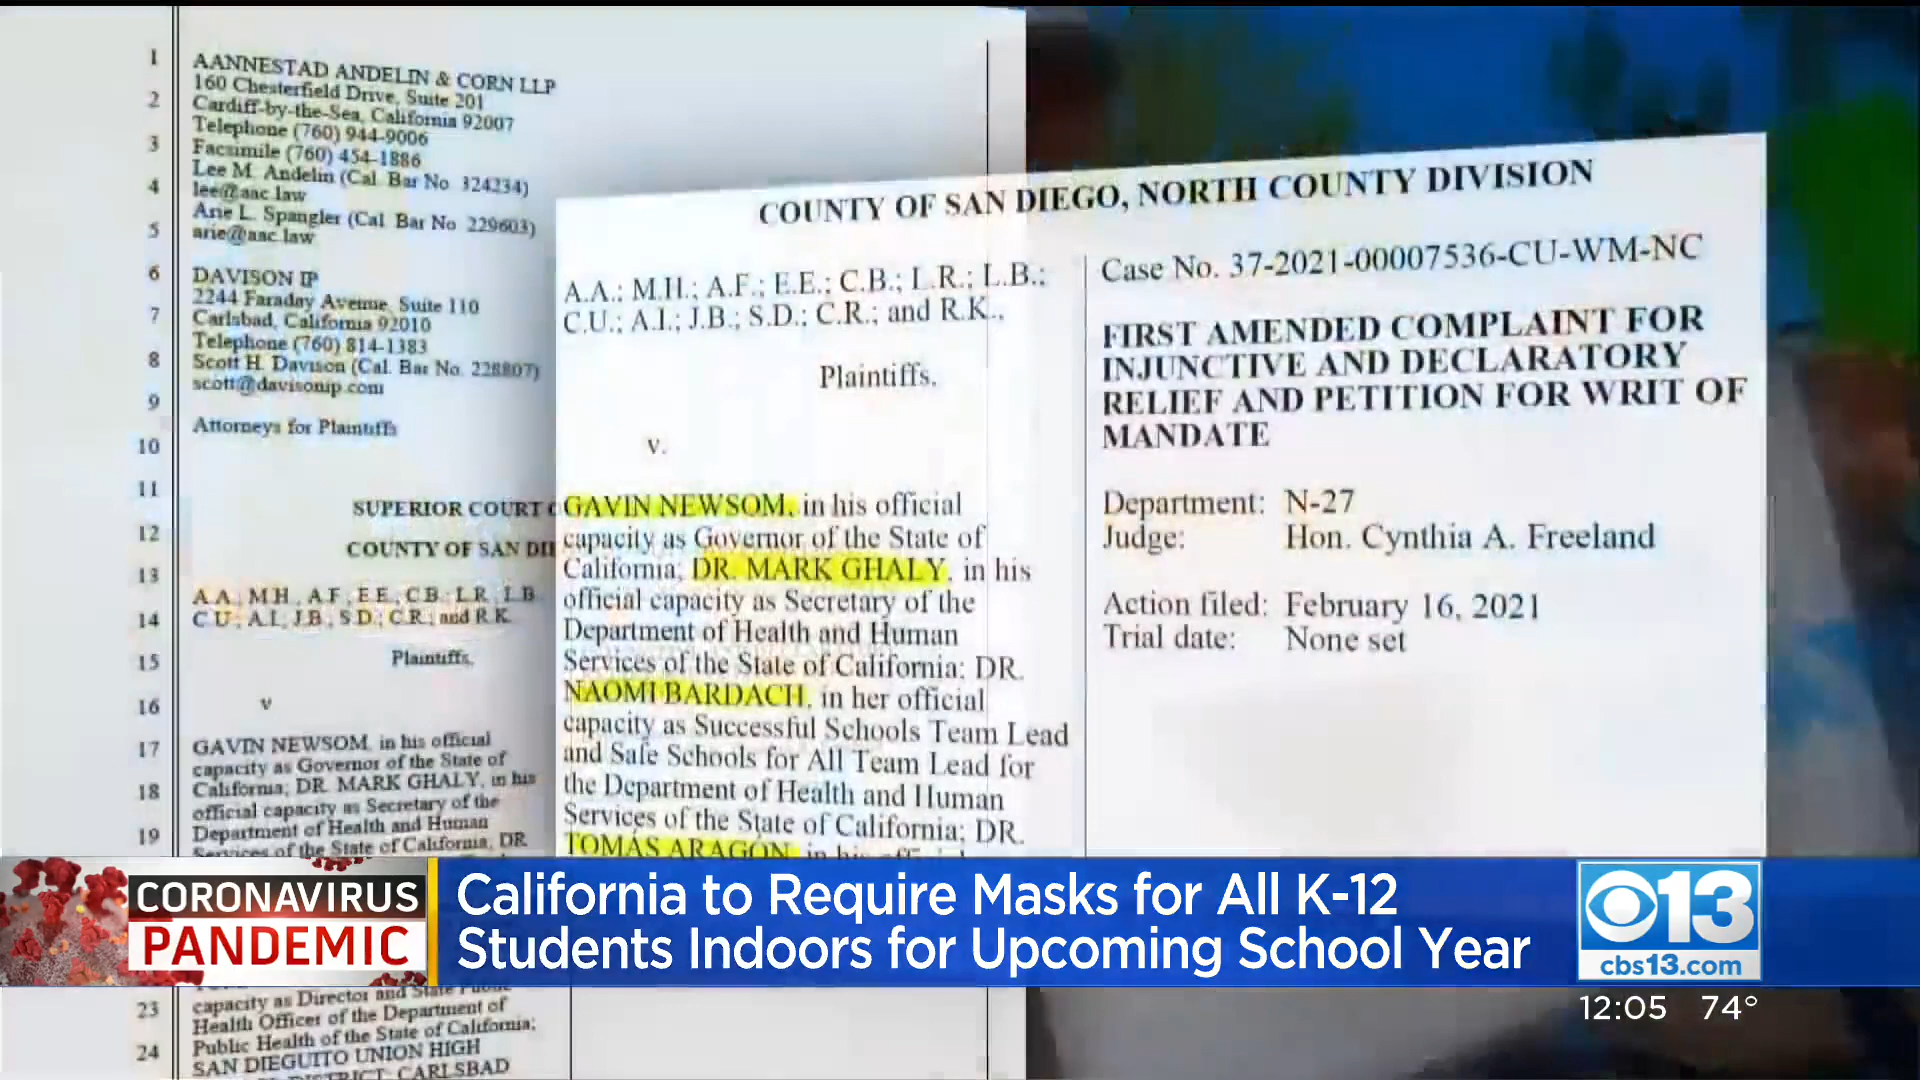 1
2
3
4
5
6
7
8
9
10
11
12
13
14
15
16
17
18
19
23
24
AANNESTAD ANDELIN & CORN LLP
160 Chesterfield Drive, Suite 201
Cardiff-by-the-Sea, California 92007
Telephone (760) 944-9006
Facsimile (760) 454-1886
Lee M. Andelin (Cal. Bar No. 324234)
lee@aac.law
Arie L. Spangler (Cal. Bar No. 229603)
arie@aac.law
DAVISON IP
2244 Faraday Avenue, Suite 110
Carlsbad, California 92010
Telephone (760) 814-1383
Scott H. Davison (Cal. Bar No. 228807)
scott@davisonip.com
Attorneys for Plaintiffs
SUPERIOR COURT
COUNTY OF SAN
A.A.; M.H., A.F.; E.E.; C.B.; L.R.; L.B.
C.U.; A.I.; J.B.; S.D.; C.R.; and R.K.
Plaintiffs,
v
GAVIN NEWSOM, in his official
capacity as Governor of the State of
California; DR. MARK GHALY, in his
official capacity as Secretary of the
Department of Health and Human
Services of the State of California, DR
capacity as Director and State Public
Health Officer of the Department of
Public Health of the State of California;
SAN DIEGUITO UNION HIGH
DISTRICT; CARLSBAD
COUNTY OF SAN DIEGO, NORTH COUNTY DIVISION
A.A.; M.H.; A.F.; E.E.; C.B.; L.R.; L.B.;
C.U.; A.I.; J.B.; S.D.; C.R.; and R.K.,
Plaintiffs,
v.
GAVIN NEWSOM, in his official
capacity as Governor of the State of
California; DR. MARK GHALY, in his
official capacity as Secretary of the
Department of Health and Human
Services of the State of California; DR.
NAOMI BARDACH, in her official
capacity as Successful Schools Team Lead
and Safe Schools for All Team Lead for
the Department of Health and Human
Services of the State of California; DR.
TOMÁS ARAGÓN, in his
Case No. 37-2021-00007536-CU-WM-NC
FIRST AMENDED COMPLAINT FOR
INJUNCTIVE AND DECLARATORY
RELIEF AND PETITION FOR WRIT OF
MANDATE
Department: N-27
Judge: Hon. Cynthia A. Freeland
Action filed: February 16, 2021
Trial date: None set
CORONAVIRUS
PANDEMIC
California to Require Masks for All K-12
Students Indoors for Upcoming School Year
13
cbs13.com
12:05 74°